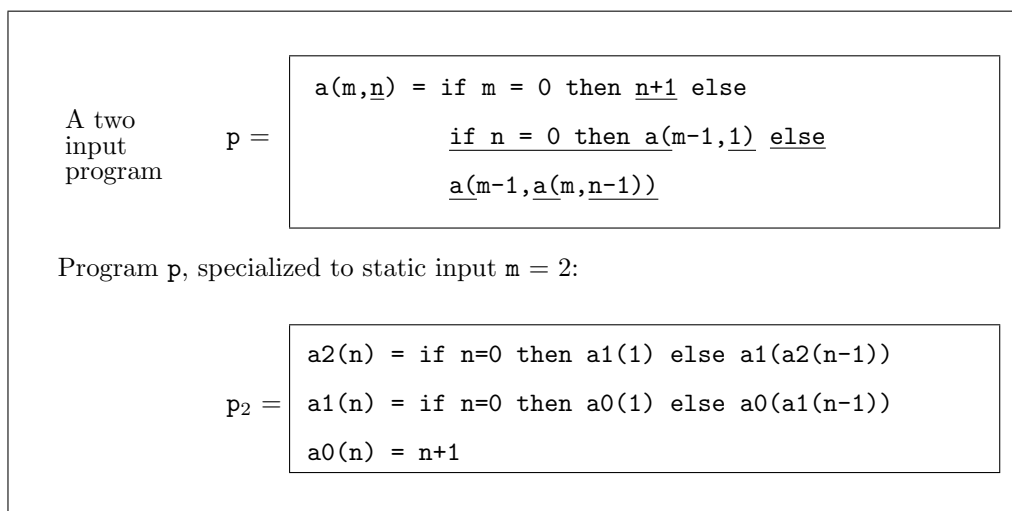 a(m,n) = if m = 0 then n+1 else
A two
input
program
p =
if n = 0 then a(m-1,1) else
a(m-1,a(m,n-1))
Program p, specialized to static input m = 2:
a2(n) = if n=0 then a1(1) else a1(a2(n-1))
p₂ = a1(n) = if n=0 then a0(1) else a0(a1(n-1))
a0(n) = n+1